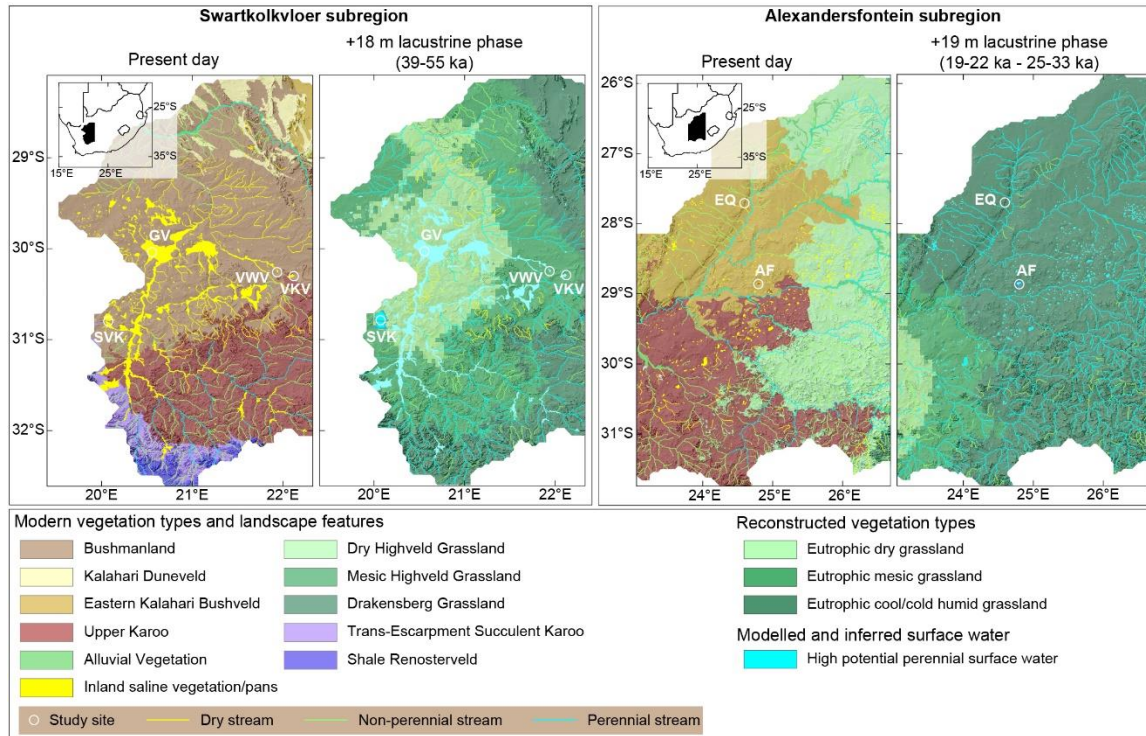 Swartkolkvloer subregion
Present day
+18 m lacustrine phase
(39-55 ka)
25°S
35°S
15°E
25°E
29°S
30°S
31°S
32°S
GV
VWV
VKV
SVK
GV
VWV
VKV
SVK
20°E
21°E
22°E
20°E
21°E
22°E
Alexandersfontein subregion
Present day
+19 m lacustrine phase
(19-22 ka - 25-33 ka)
26°S
25°S
35°S
15°E
25°E
27°S
28°S
29°S
30°S
31°S
EQ
AF
EQ
AF
24°E
25°E
26°E
24°E
25°E
26°E
Modern vegetation types and landscape features
Bushmanland
Kalahari Duneveld
Eastern Kalahari Bushveld
Upper Karoo
Alluvial Vegetation
Inland saline vegetation/pans
Dry Highveld Grassland
Mesic Highveld Grassland
Drakensberg Grassland
Trans-Escarpment Succulent Karoo
Shale Renosterveld
Study site
Dry stream
Non-perennial stream
Perennial stream
Reconstructed vegetation types
Eutrophic dry grassland
Eutrophic mesic grassland
Eutrophic cool/cold humid grassland
Modelled and inferred surface water
High potential perennial surface water